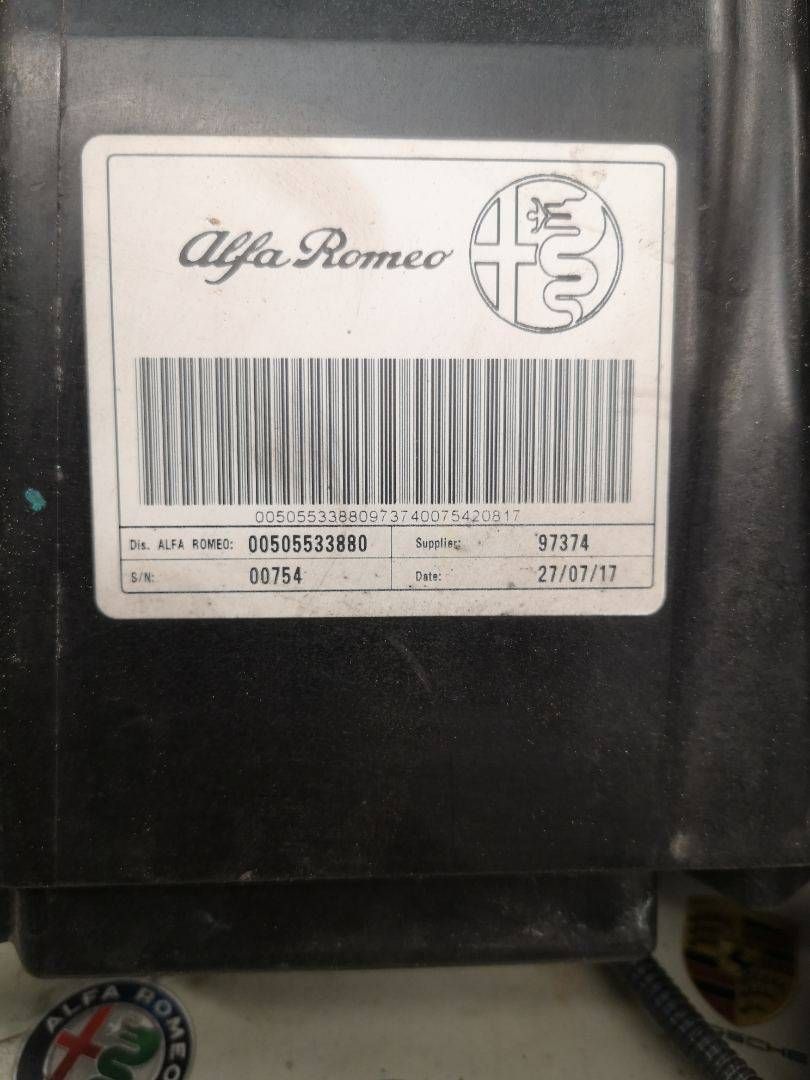 Alfa Romeo
00505533880973740075420817
Dis. ALFA ROMEO: 00505533880 Supplier: 97374
S/N: 00754 Date: 27/07/17
ALFA ROMEO